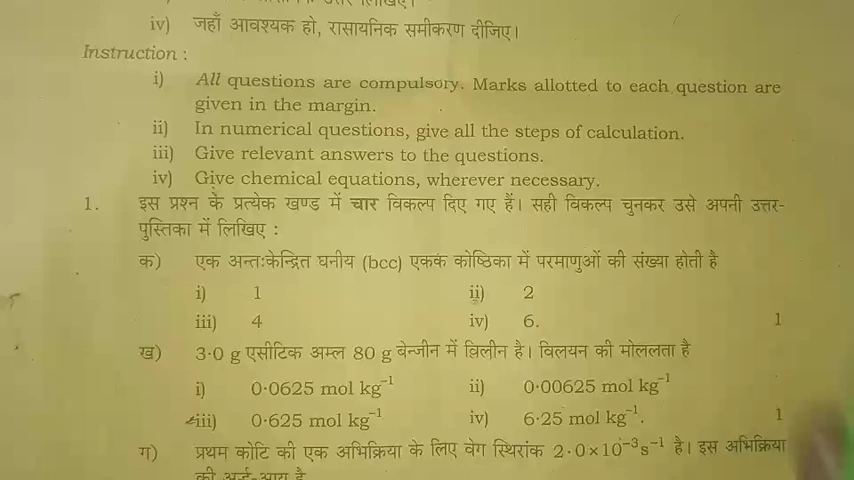 iv) जहाँ आवश्यक हो, रासायनिक समीकरण दीजिए।
Instruction :
i) All questions are compulsory. Marks allotted to each question are
given in the margin.
ii) In numerical questions, give all the steps of calculation.
iii) Give relevant answers to the questions.
iv) Give chemical equations, wherever necessary.
1. इस प्रश्न के प्रत्येक खण्ड में चार विकल्प दिए गए हैं। सही विकल्प चुनकर उसे अपनी उत्तर-
पुस्तिका में लिखिए :
क) एक अन्तःकेन्द्रित घनीय (bcc) एकक कोष्ठिका में परमाणुओं की संख्या होती है
i) 1 ii) 2
iii) 4 iv) 6. 1
ख) 3·0 g एसीटिक अम्ल 80 g बेन्जीन में विलीन है। विलयन की मोललता है
i) 0·0625 mol kg⁻¹ ii) 0·00625 mol kg⁻¹
iii) 0·625 mol kg⁻¹ iv) 6·25 mol kg⁻¹. 1
ग) प्रथम कोटि की एक अभिक्रिया के लिए वेग स्थिरांक 2·0×10⁻³s⁻¹ है। इस अभिक्रिया
की अर्द्ध-आयु है